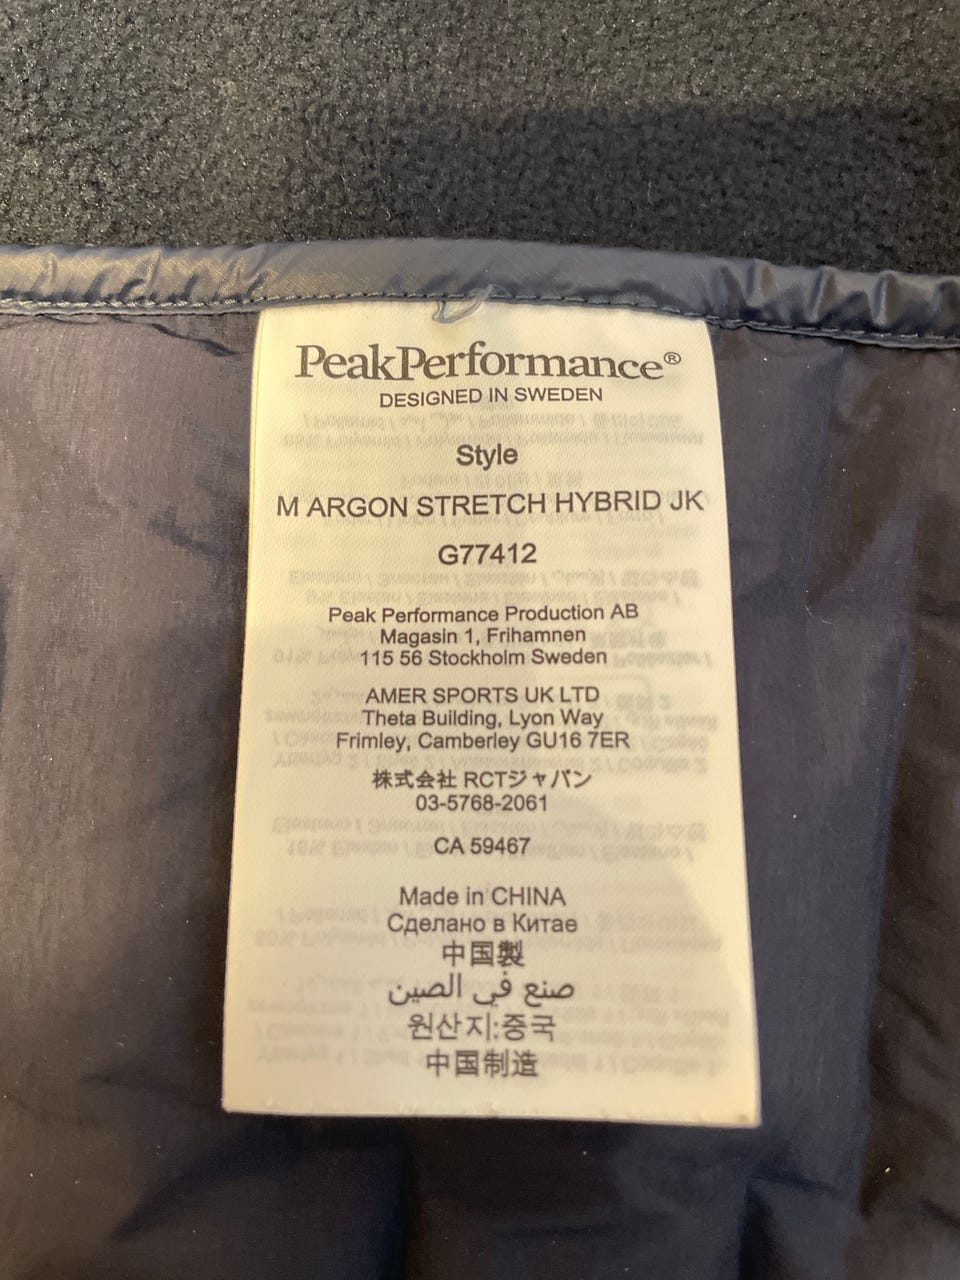 PeakPerformance®
DESIGNED IN SWEDEN
Style
M ARGON STRETCH HYBRID JK
G77412
Peak Performance Production AB
Magasin 1, Frihamnen
115 56 Stockholm Sweden
AMER SPORTS UK LTD
Theta Building, Lyon Way
Frimley, Camberley GU16 7ER
株式会社 RCTジャパン
03-5768-2061
CA 59467
Made in CHINA
Сделано в Китае
中国製
صنع في الصين
원산지:중국
中国制造